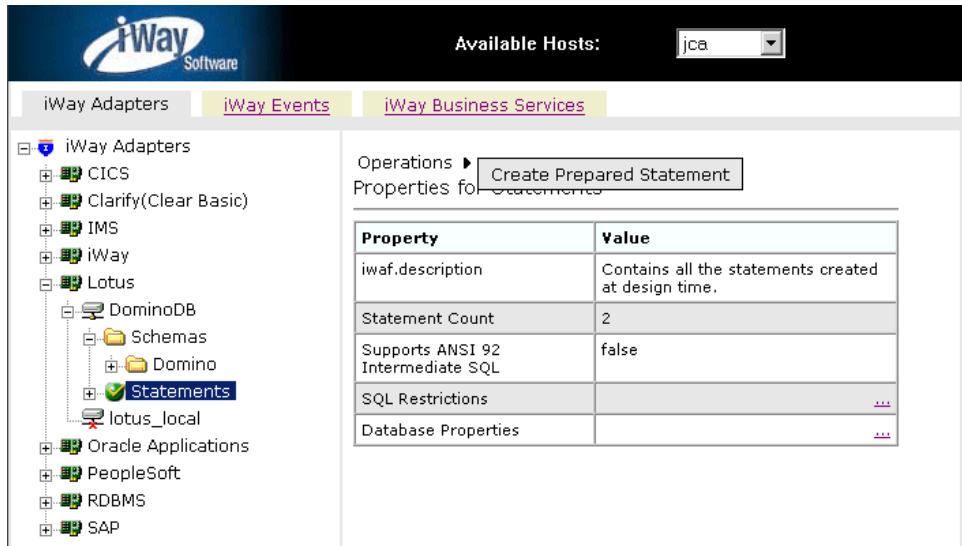 iWay
Software
Available Hosts:
jca
iWay Adapters
iWay Events
iWay Business Services
iWay Adapters
CICS
Clarify(Clear Basic)
IMS
iWay
Lotus
DominoDB
Schemas
Domino
Statements
lotus_local
Oracle Applications
PeopleSoft
RDBMS
SAP
Operations
Create Prepared Statement
Properties for Statements
Property Value
iwaf.description Contains all the statements created
at design time.
Statement Count 2
Supports ANSI 92 false
Intermediate SQL
SQL Restrictions ...
Database Properties ...